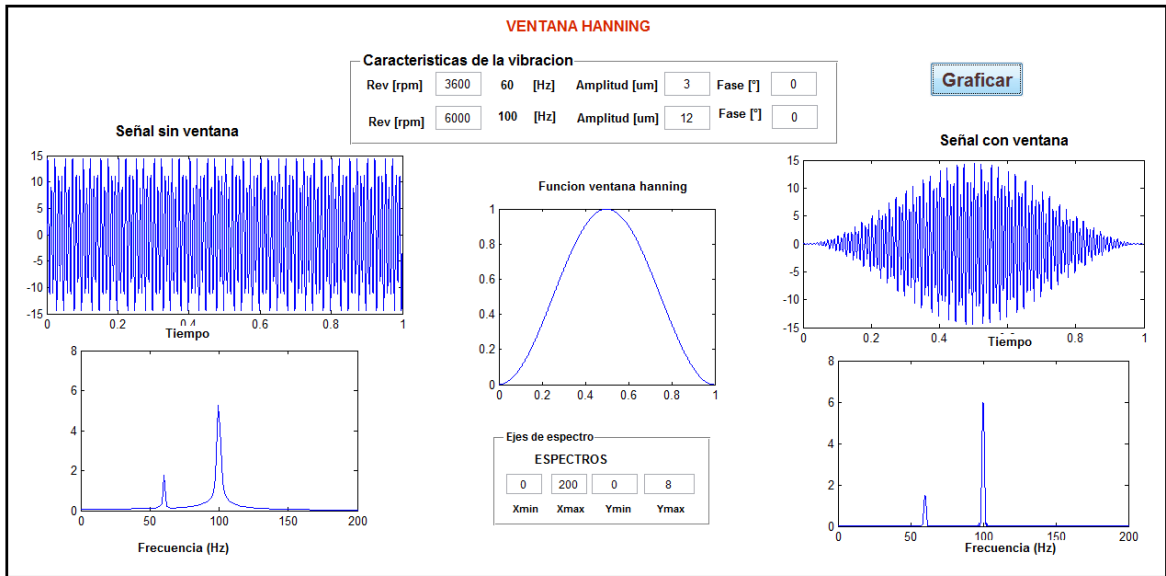 VENTANA HANNING
Caracteristicas de la vibracion
Rev [rpm] 3600 60 [Hz] Amplitud [um] 3 Fase [°] 0
Rev [rpm] 6000 100 [Hz] Amplitud [um] 12 Fase [°] 0
Graficar
Señal sin ventana
15
10
5
0
-5
-10
-15
0 0.2 0.4 0.6 0.8 1
Tiempo
8
6
4
2
0
0 50 100 150 200
Frecuencia (Hz)
Funcion ventana hanning
1
0.8
0.6
0.4
0.2
0
0 0.2 0.4 0.6 0.8 1
Ejes de espectro
ESPECTROS
0 200 0 8
Xmin Xmax Ymin Ymax
Señal con ventana
15
10
5
0
-5
-10
-15
0 0.2 0.4 0.8 1
Tiempo
8
6
4
2
0
0 50 100 150 200
Frecuencia (Hz)